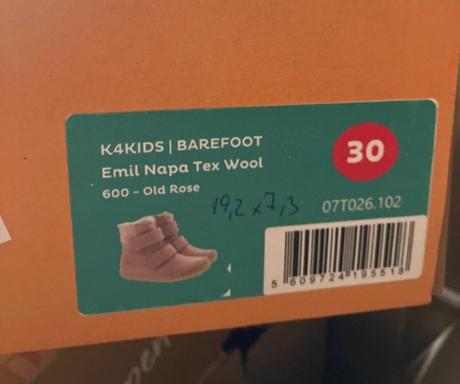 K4KIDS | BAREFOOT
Emil Napa Tex Wool
600 - Old Rose
30
19,2 x 7,3
07T026.102
5 609724 195518